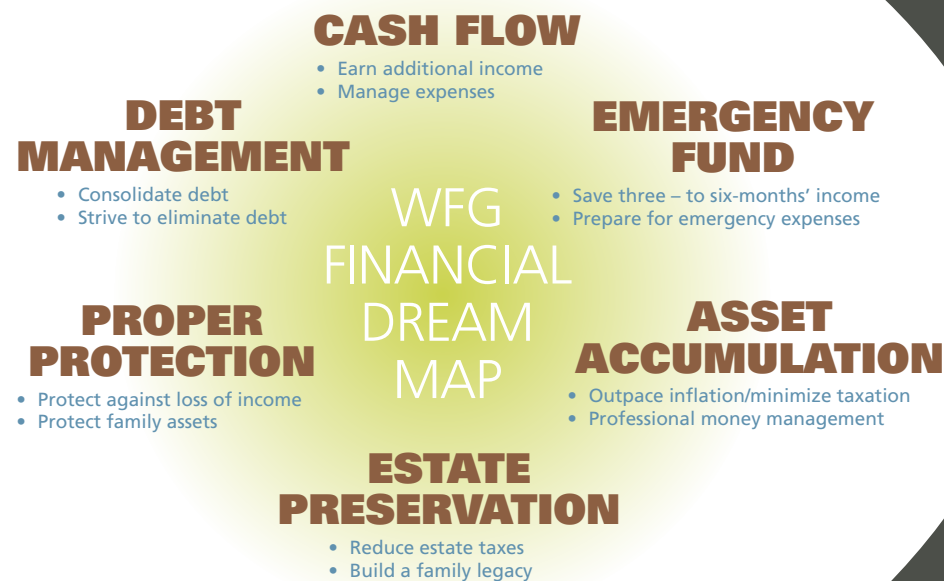 CASH FLOW
• Earn additional income
• Manage expenses
DEBT
MANAGEMENT
• Consolidate debt
• Strive to eliminate debt
EMERGENCY
FUND
• Save three – to six-months’ income
• Prepare for emergency expenses
WFG
FINANCIAL
DREAM
MAP
PROPER
PROTECTION
• Protect against loss of income
• Protect family assets
ASSET
ACCUMULATION
• Outpace inflation/minimize taxation
• Professional money management
ESTATE
PRESERVATION
• Reduce estate taxes
• Build a family legacy